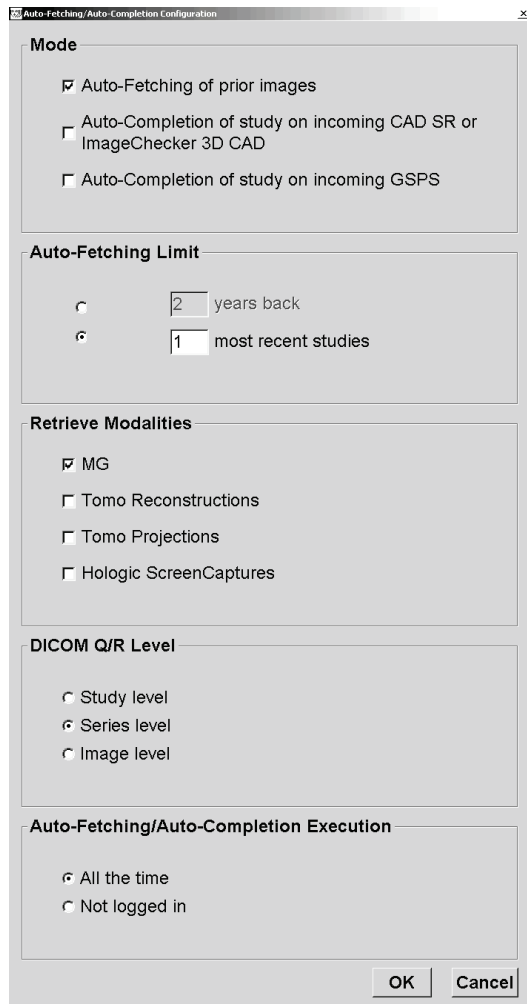 Auto-Fetching/Auto-Completion Configuration
Mode
Auto-Fetching of prior images
Auto-Completion of study on incoming CAD SR or
ImageChecker 3D CAD
Auto-Completion of study on incoming GSPS
Auto-Fetching Limit
2 years back
1 most recent studies
Retrieve Modalities
MG
Tomo Reconstructions
Tomo Projections
Hologic ScreenCaptures
DICOM Q/R Level
Study level
Series level
Image level
Auto-Fetching/Auto-Completion Execution
All the time
Not logged in
OK Cancel